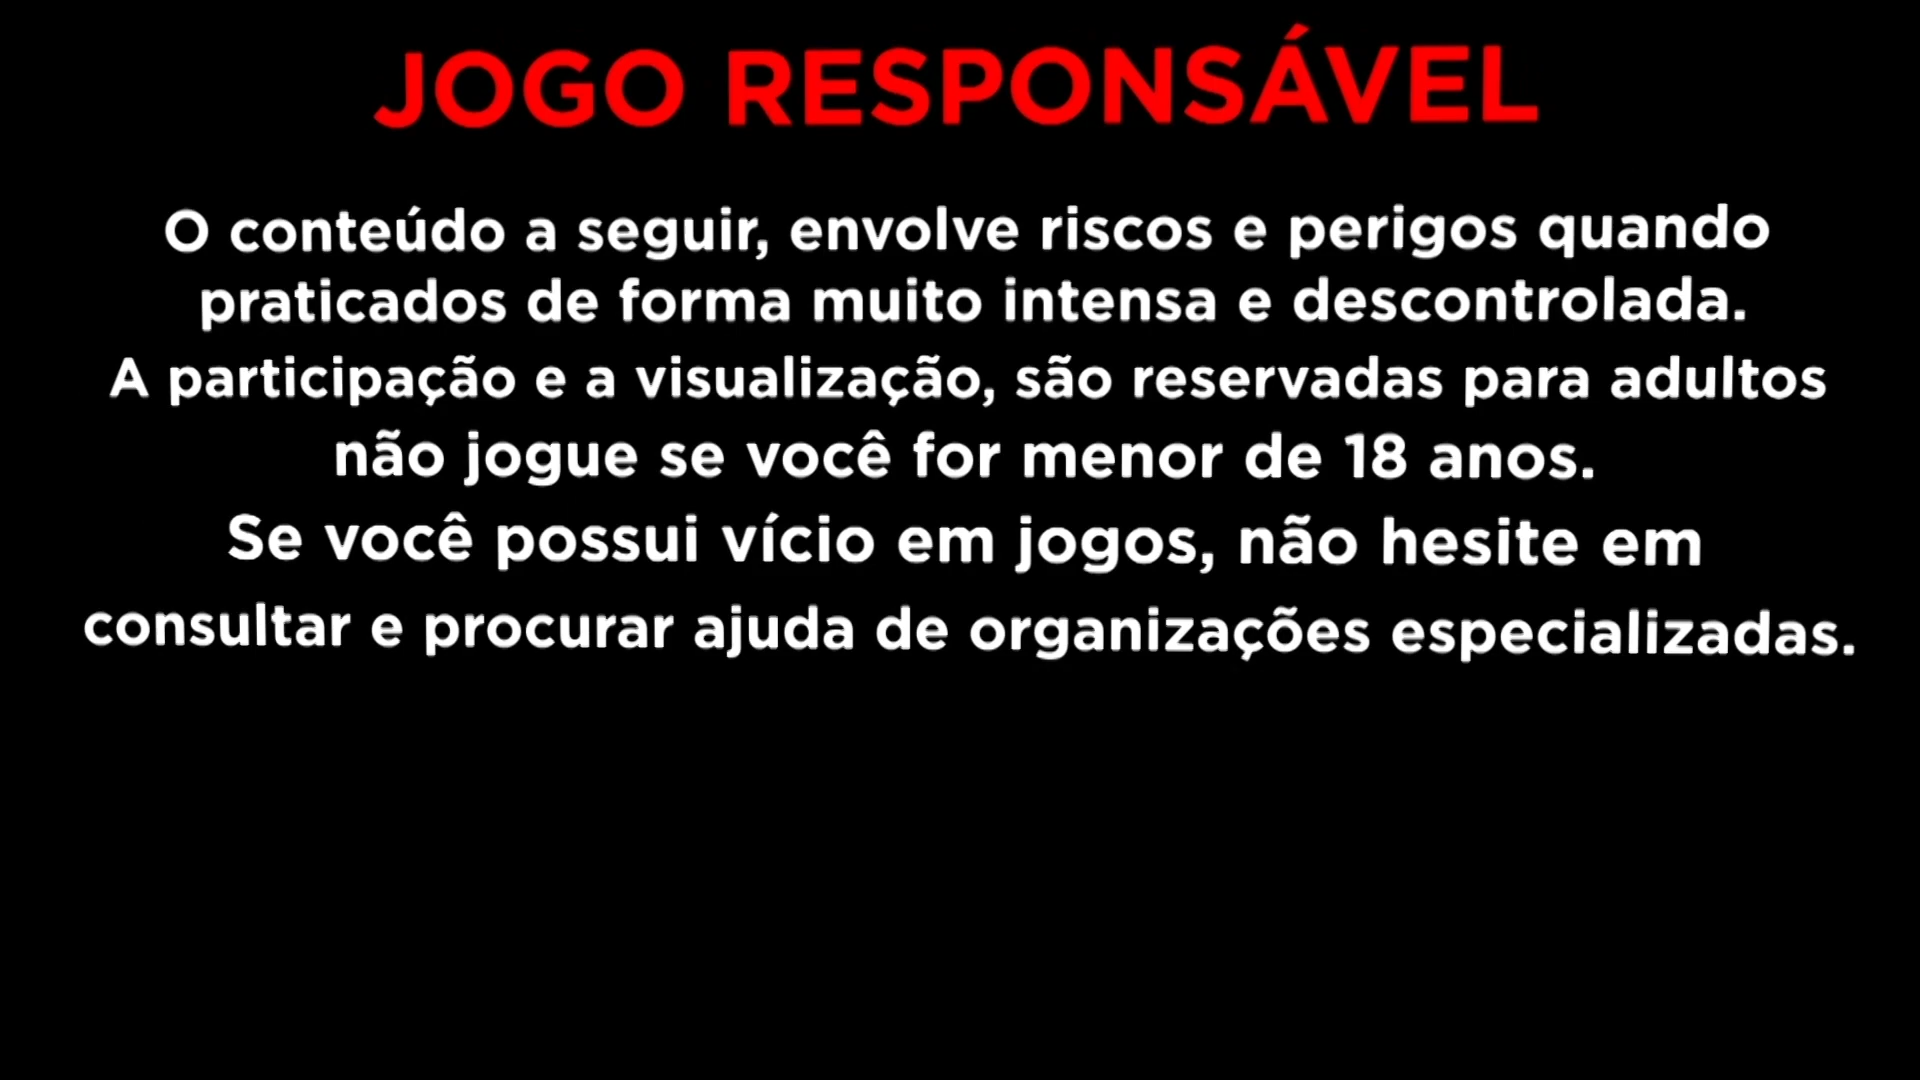 JOGO RESPONSÁVEL
O conteúdo a seguir, envolve riscos e perigos quando
praticados de forma muito intensa e descontrolada.
A participação e a visualização, são reservadas para adultos
não jogue se você for menor de 18 anos.
Se você possui vício em jogos, não hesite em
consultar e procurar ajuda de organizações especializadas.